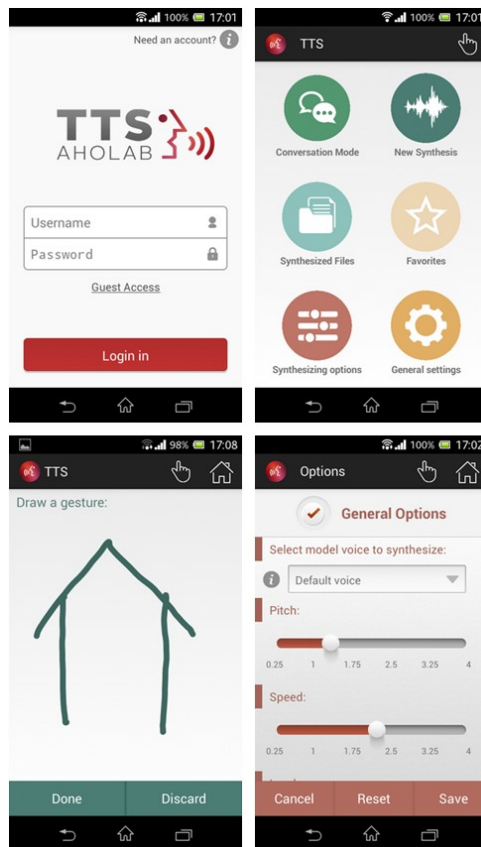 100% 17:01
Need an account?
TTS
AHOLAB
Username
Password
Guest Access
Login in
100% 17:01
TTS
Conversation Mode
New Synthesis
Synthesized Files
Favorites
Synthesizing options
General settings
98% 17:08
TTS
Draw a gesture:
Done
Discard
100% 17:02
Options
General Options
Select model voice to synthesize:
Default voice
Pitch:
0.25 1 1.75 2.5 3.25 4
Speed:
0.25 1 1.75 2.5 3.25 4
Cancel Reset Save